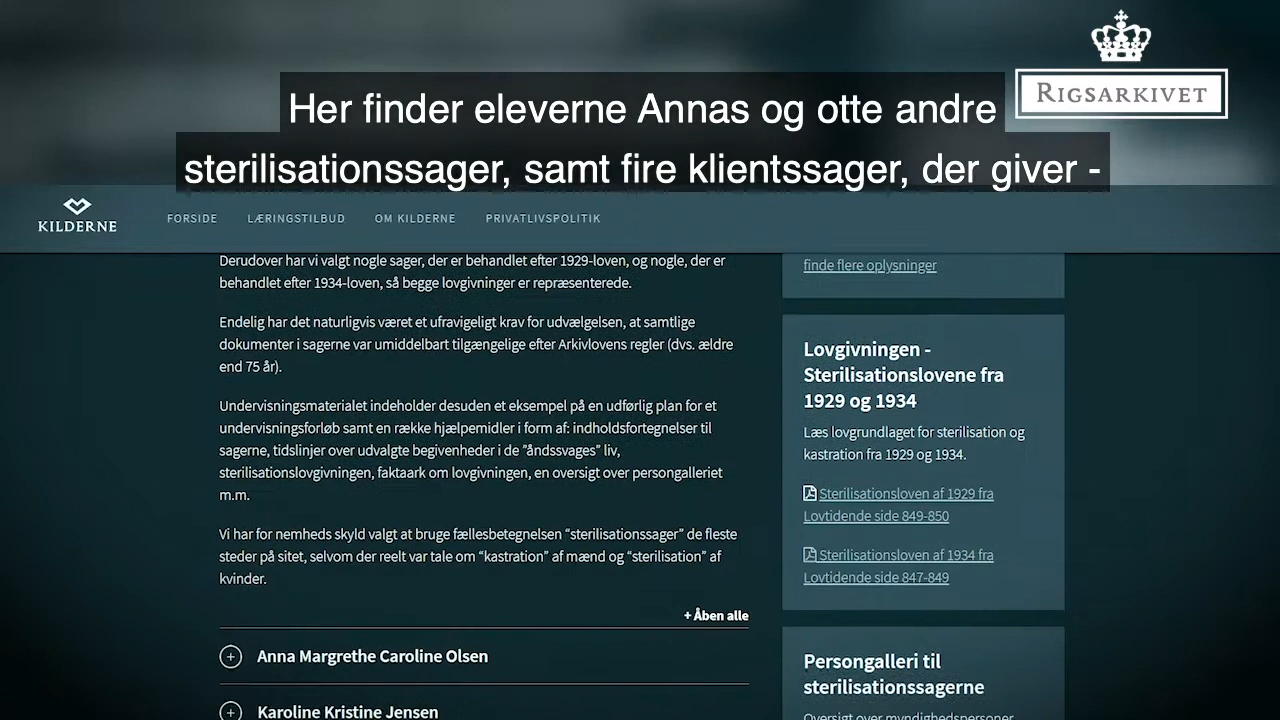 RIGSARKIVET
Her finder eleverne Annas og otte andre
sterilisationssager, samt fire klientssager, der giver -
KILDERNE
FORSIDE LÆRINGSTILBUD OM KILDERNE PRIVATLIVSPOLITIK
Derudover har vi valgt nogle sager, der er behandlet efter 1929-loven, og nogle, der er
behandlet efter 1934-loven, så begge lovgivninger er repræsenterede.
Endelig har det naturligvis været et ufravigeligt krav for udvælgelsen, at samtlige
dokumenter i sagerne var umiddelbart tilgængelige efter Arkivlovens regler (dvs. ældre
end 75 år).
Undervisningsmaterialet indeholder desuden et eksempel på en udførlig plan for et
undervisningsforløb samt en række hjælpemidler i form af: indholdsfortegnelser til
sagerne, tidslinjer over udvalgte begivenheder i de ”åndssvages” liv,
sterilisationslovgivningen, faktaark om lovgivningen, en oversigt over persongalleriet
m.m.
Vi har for nemheds skyld valgt at bruge fællesbetegnelsen “sterilisationssager” de fleste
steder på sitet, selvom der reelt var tale om “kastration” af mænd og “sterilisation” af
kvinder.
+ Åben alle
Anna Margrethe Caroline Olsen
Karoline Kristine Jensen
finde flere oplysninger
Lovgivningen -
Sterilisationslovene fra
1929 og 1934
Læs lovgrundlaget for sterilisation og
kastration fra 1929 og 1934.
Sterilisationsloven af 1929 fra
Lovtidende side 849-850
Sterilisationsloven af 1934 fra
Lovtidende side 847-849
Persongalleri til
sterilisationssagerne
Oversigt over myndighedspersoner